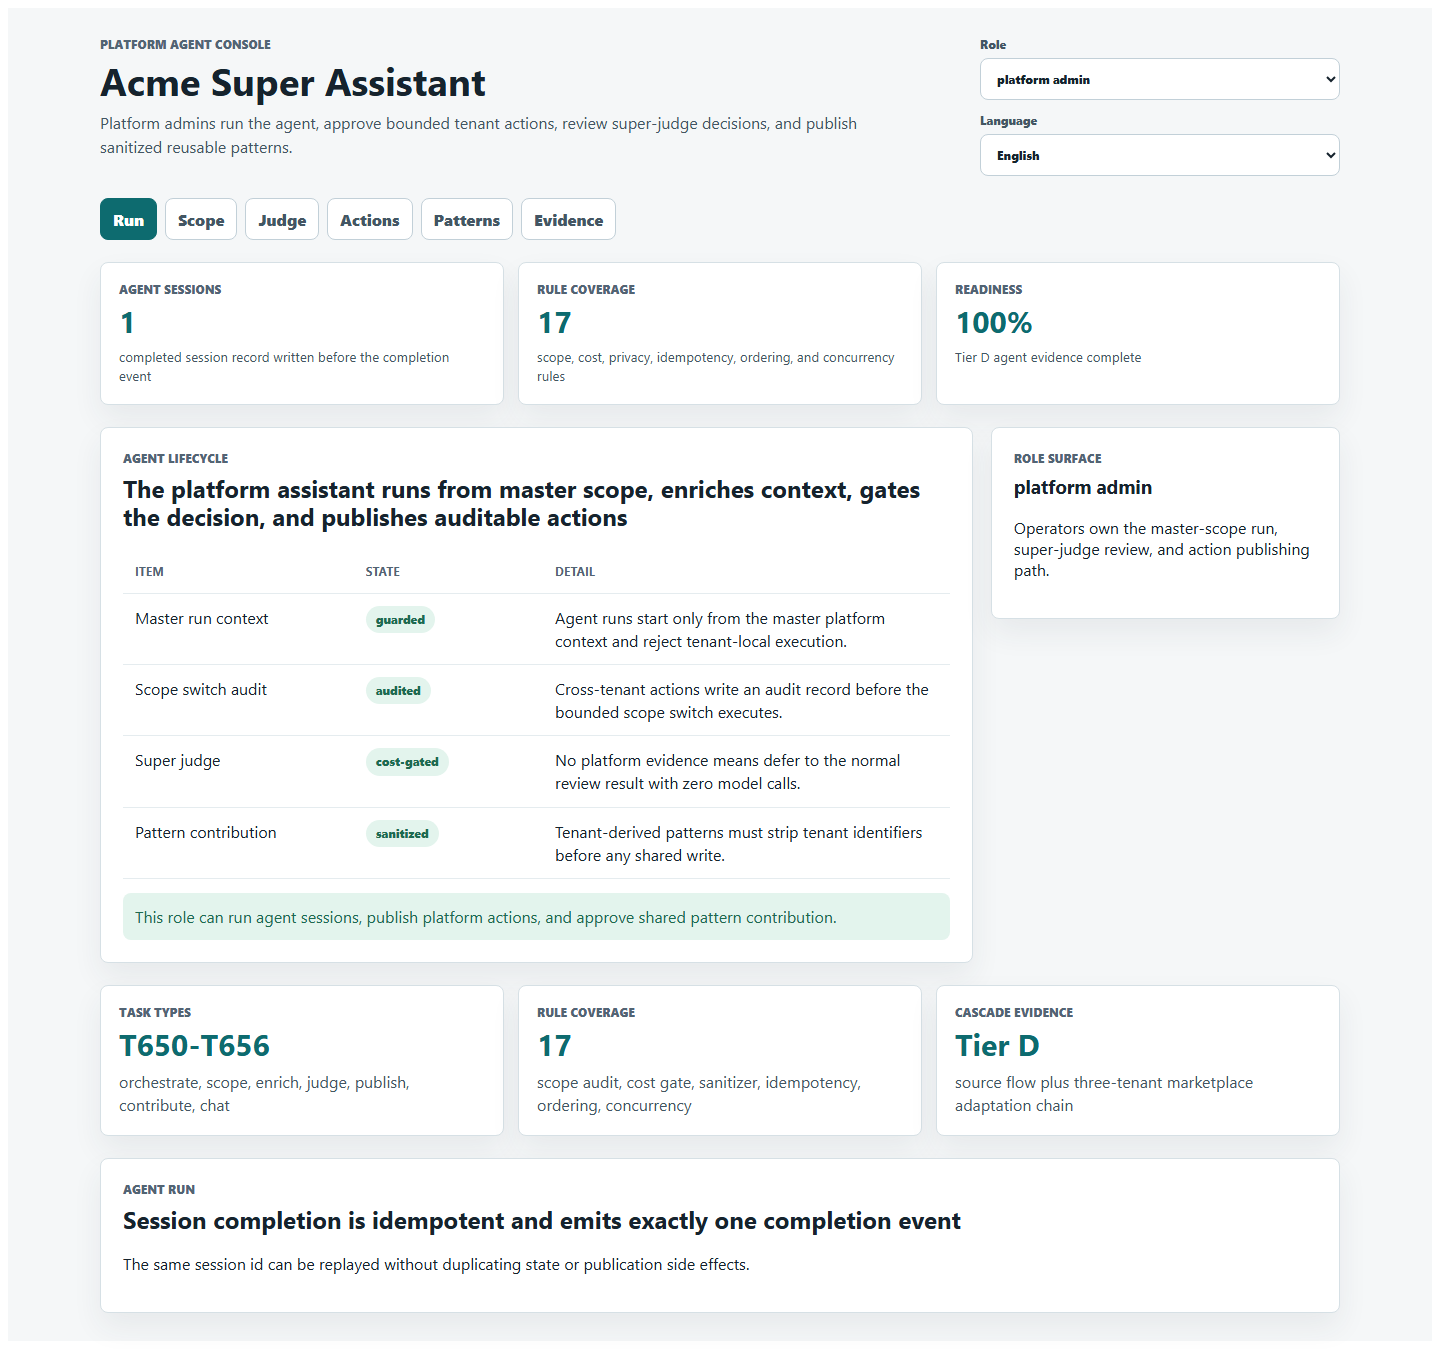 PLATFORM AGENT CONSOLE
Acme Super Assistant
Platform admins run the agent, approve bounded tenant actions, review super-judge decisions, and publish
sanitized reusable patterns.
Role
platform admin
Language
English
Run
Scope
Judge
Actions
Patterns
Evidence
AGENT SESSIONS
1
completed session record written before the completion
event
RULE COVERAGE
17
scope, cost, privacy, idempotency, ordering, and concurrency
rules
READINESS
100%
Tier D agent evidence complete
AGENT LIFECYCLE
The platform assistant runs from master scope, enriches context, gates
the decision, and publishes auditable actions
ITEM STATE DETAIL
Master run context
guarded
Agent runs start only from the master platform
context and reject tenant-local execution.
Scope switch audit
audited
Cross-tenant actions write an audit record before the
bounded scope switch executes.
Super judge
cost-gated
No platform evidence means defer to the normal
review result with zero model calls.
Pattern contribution
sanitized
Tenant-derived patterns must strip tenant identifiers
before any shared write.
This role can run agent sessions, publish platform actions, and approve shared pattern contribution.
ROLE SURFACE
platform admin
Operators own the master-scope run,
super-judge review, and action publishing
path.
TASK TYPES
T650-T656
orchestrate, scope, enrich, judge, publish,
contribute, chat
RULE COVERAGE
17
scope audit, cost gate, sanitizer, idempotency,
ordering, concurrency
CASCADE EVIDENCE
Tier D
source flow plus three-tenant marketplace
adaptation chain
AGENT RUN
Session completion is idempotent and emits exactly one completion event
The same session id can be replayed without duplicating state or publication side effects.